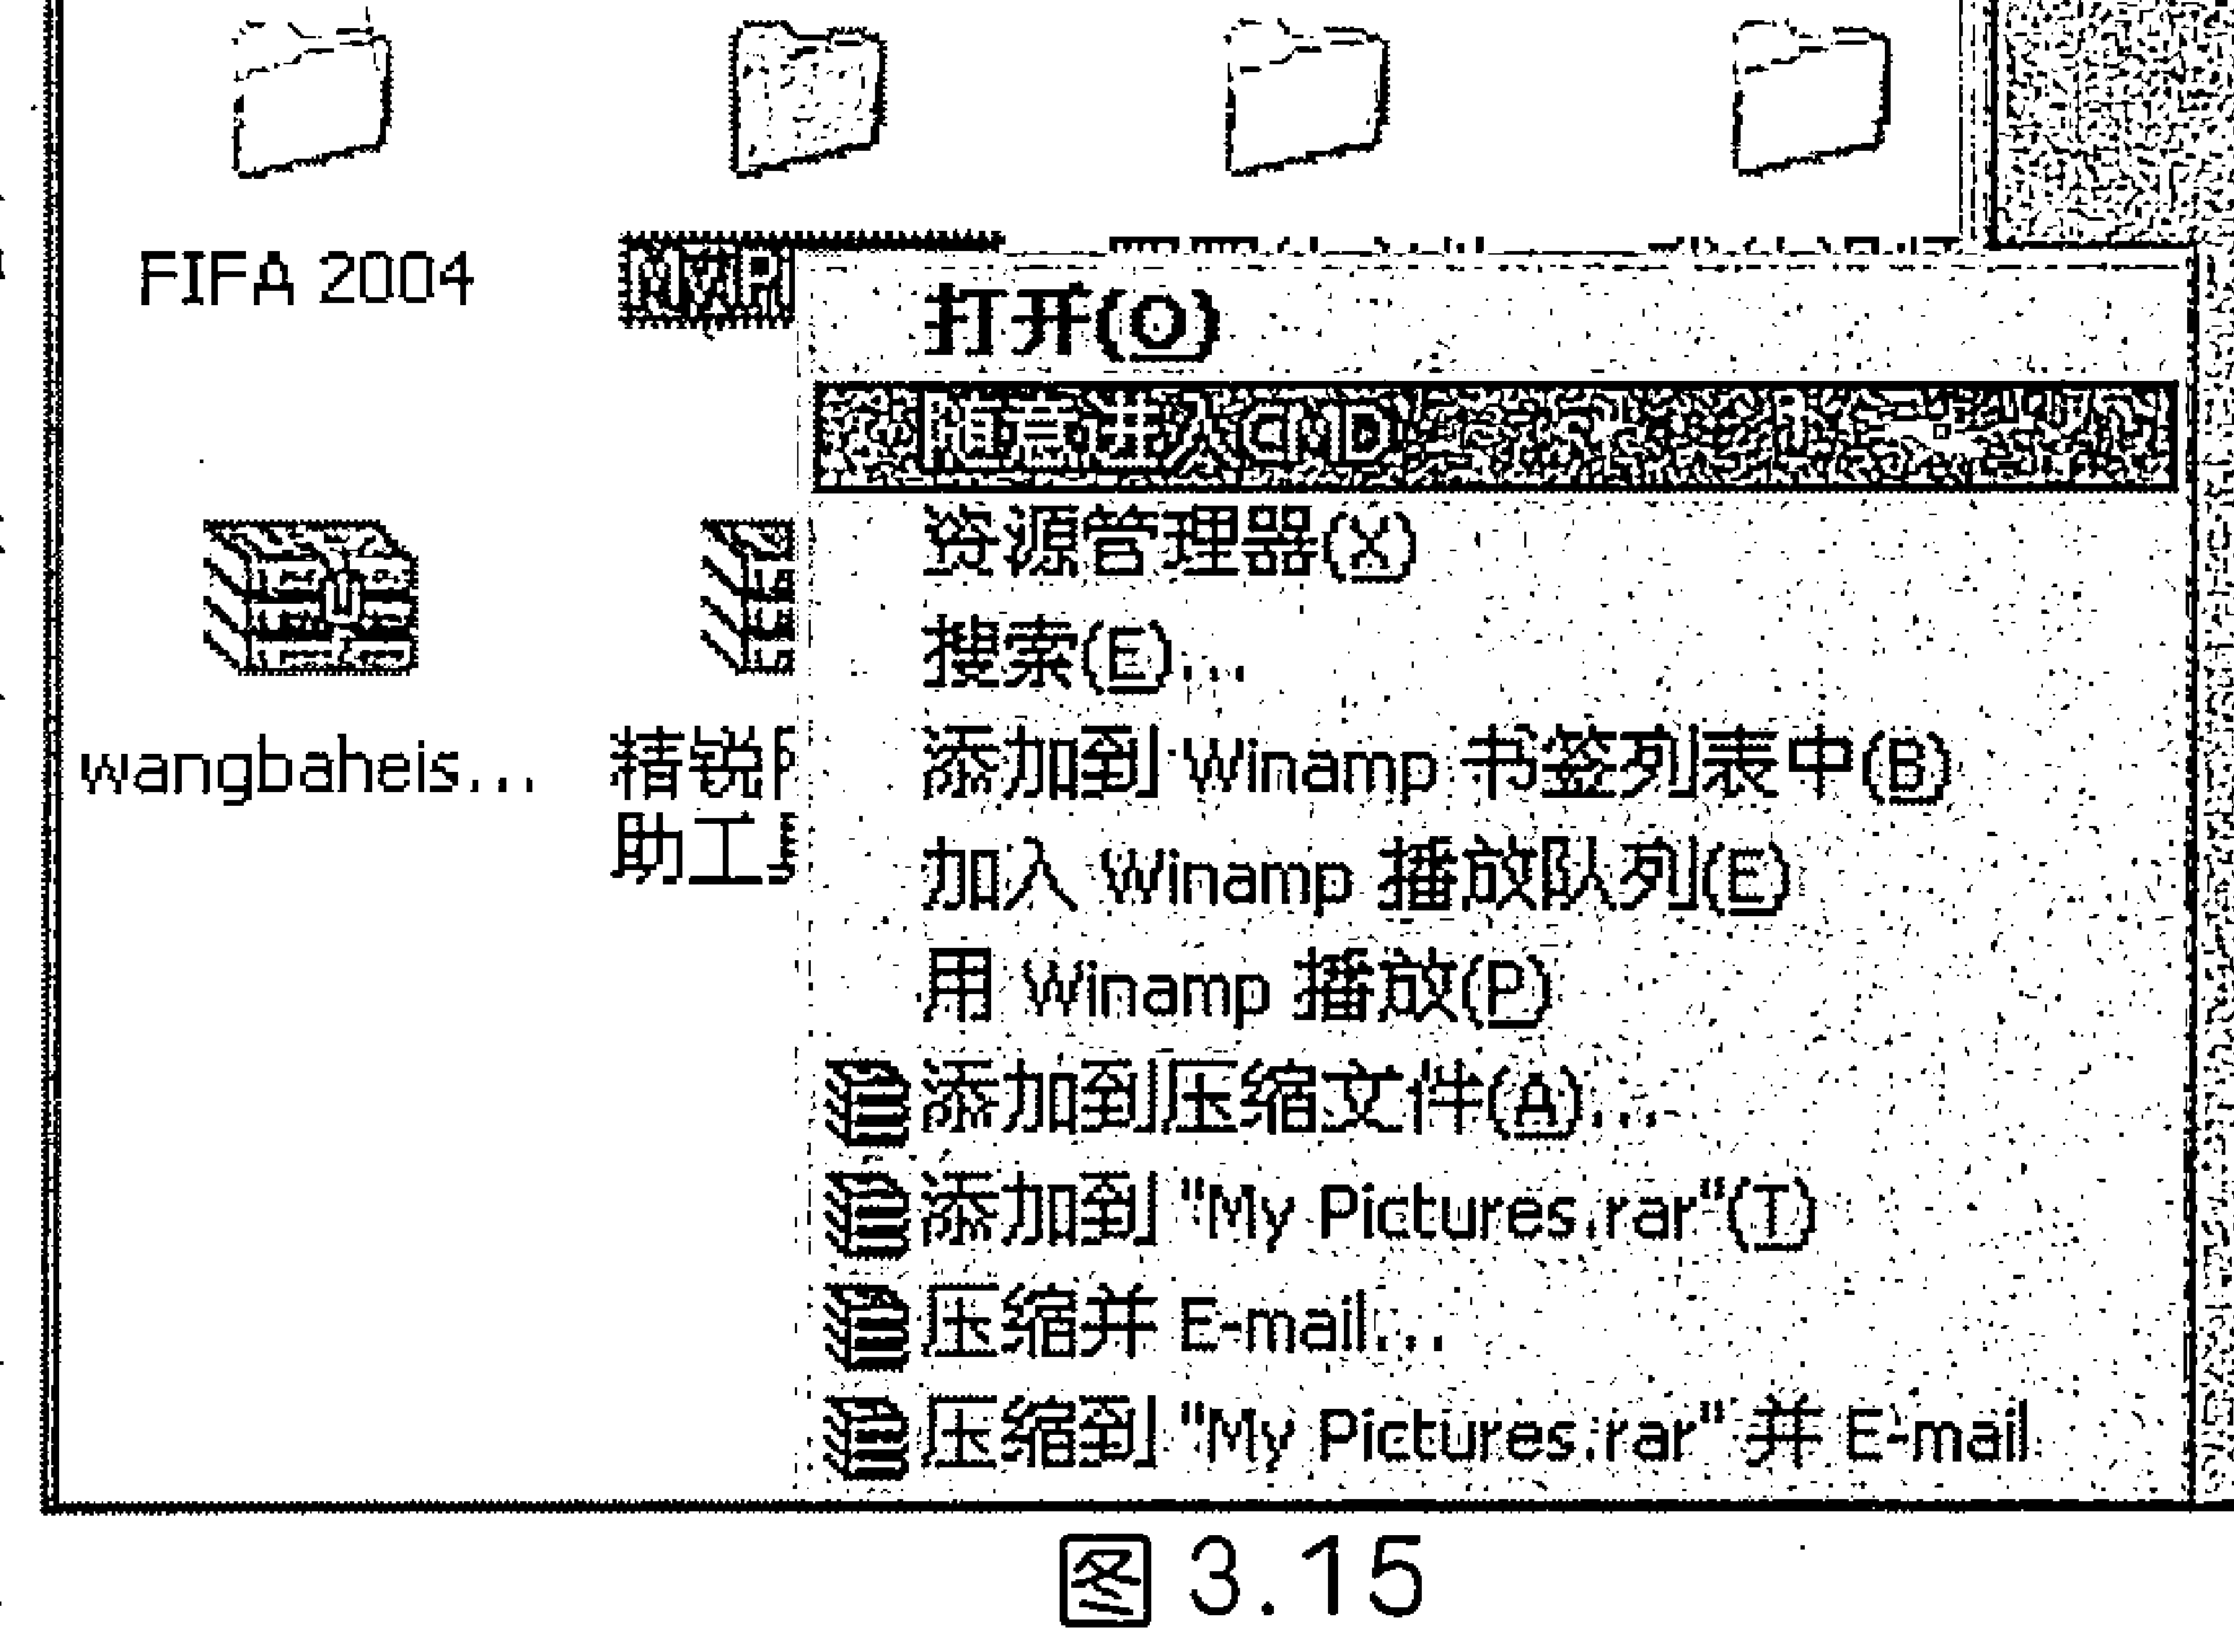 FIFA 2004
打开(O)
随意进入CMD
资源管理器(X)
搜索(E)...
wangbaheis...
精锐
助工具
添加到 Winamp 书签列表中(B)
加入 Winamp 播放队列(E)
用 Winamp 播放(P)
添加到压缩文件(A)...
添加到 "My Pictures.rar"(T)
压缩并 E-mail...
压缩到 "My Pictures.rar" 并 E-mail
图 3.15